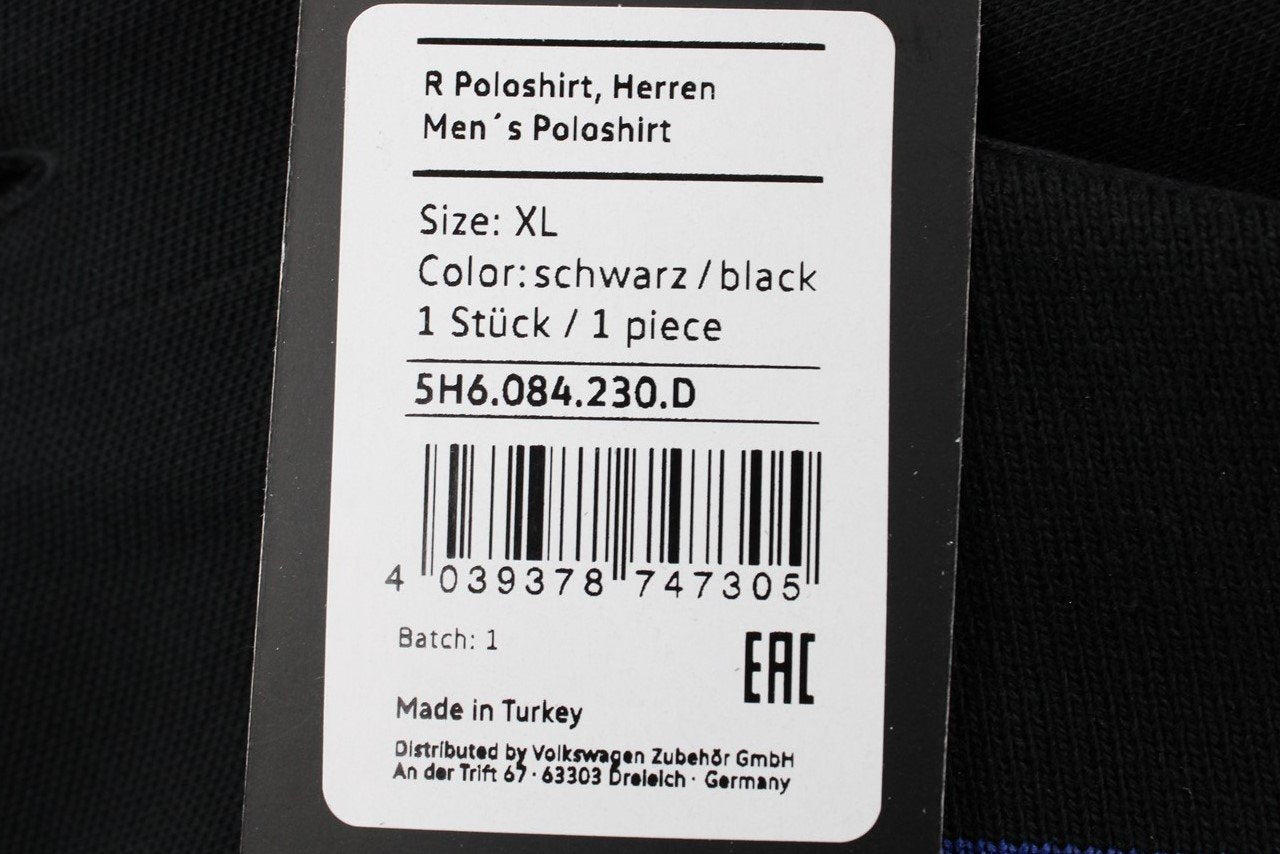 R Poloshirt, Herren
Men´s Poloshirt
Size: XL
Color: schwarz / black
1 Stück / 1 piece
5H6.084.230.D
4 039378 747305
Batch: 1
EAC
Made in Turkey
Distributed by Volkswagen Zubehör GmbH
An der Trift 67 · 63303 Dreieich · Germany